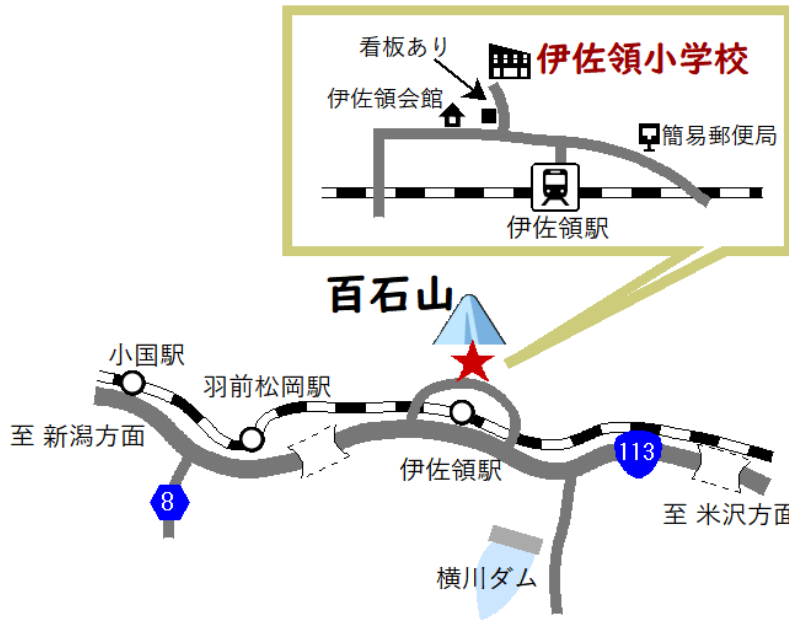 看板あり
伊佐領小学校
伊佐領会館
簡易郵便局
伊佐領駅
百石山
小国駅
羽前松岡駅
至 新潟方面
伊佐領駅
113
8
至 米沢方面
横川ダム